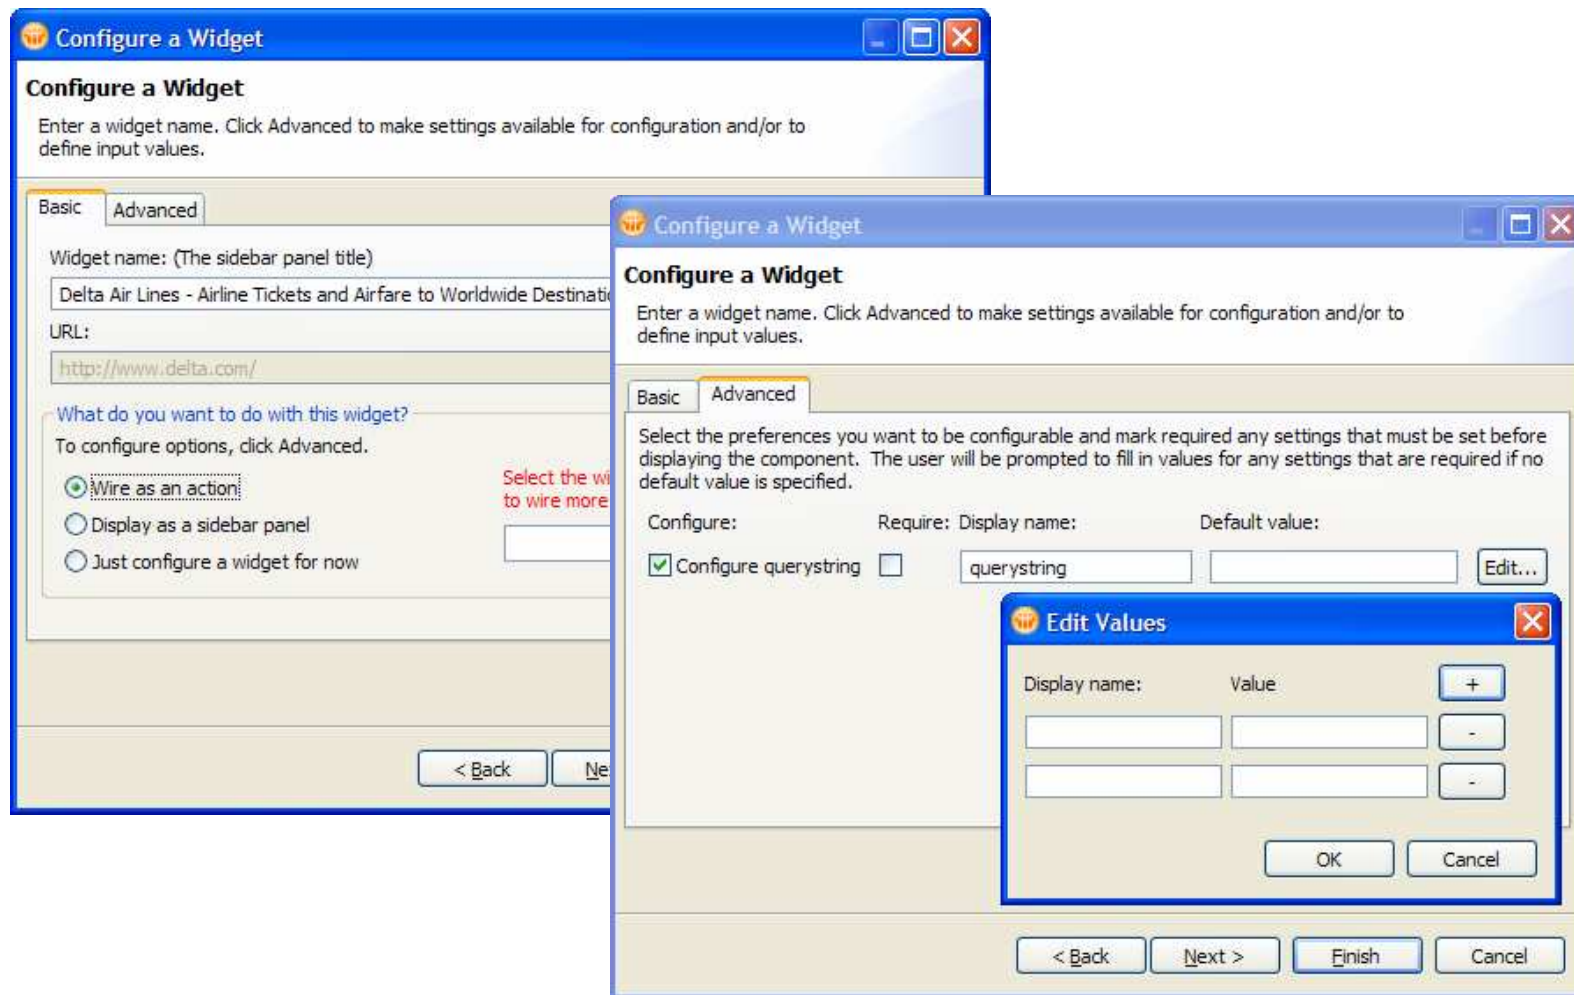 Configure a Widget
Configure a Widget
Enter a widget name. Click Advanced to make settings available for configuration and/or to
define input values.
Basic
Advanced
Widget name: (The sidebar panel title)
Delta Air Lines - Airline Tickets and Airfare to Worldwide
URL:
http://www.delta.com/
What do you want to do with this widget?
To configure options, click Advanced.
Wire as an action
Display as a sidebar panel
Just configure a widget for now
Select the
to wire more
< Back
Configure a Widget
Configure a Widget
Enter a widget name. Click Advanced to make settings available for configuration and/or to
define input values.
Basic
Advanced
Select the preferences you want to be configurable and mark required any settings that must be set before
displaying the component. The user will be prompted to fill in values for any settings that are required if no
default value is specified.
Configure: Require: Display name: Default value:
Configure querystring querystring Edit...
Edit Values
Display name: Value +
-
-
OK Cancel
< Back Next > Finish Cancel